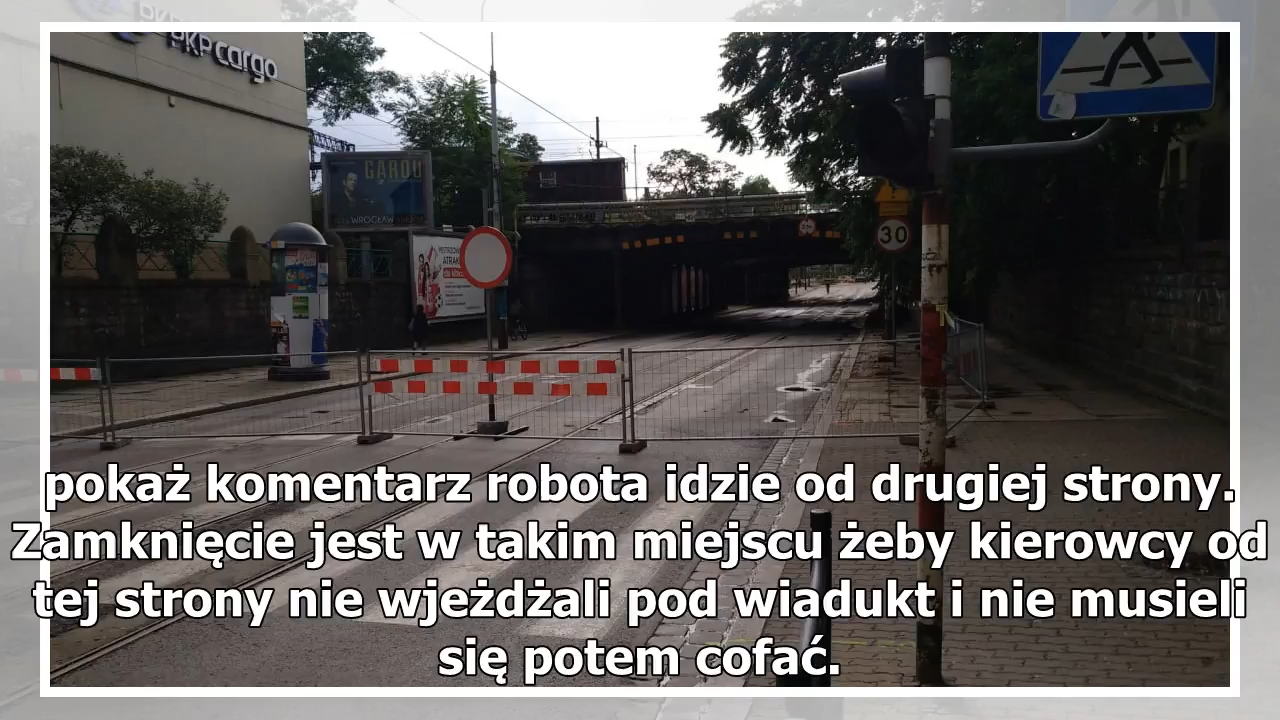 PKP cargo
GAROU
WROCŁAW
30
pokaż komentarz robota idzie od drugiej strony.
Zamknięcie jest w takim miejscu żeby kierowcy od
tej strony nie wjeżdżali pod wiadukt i nie musieli
się potem cofać.